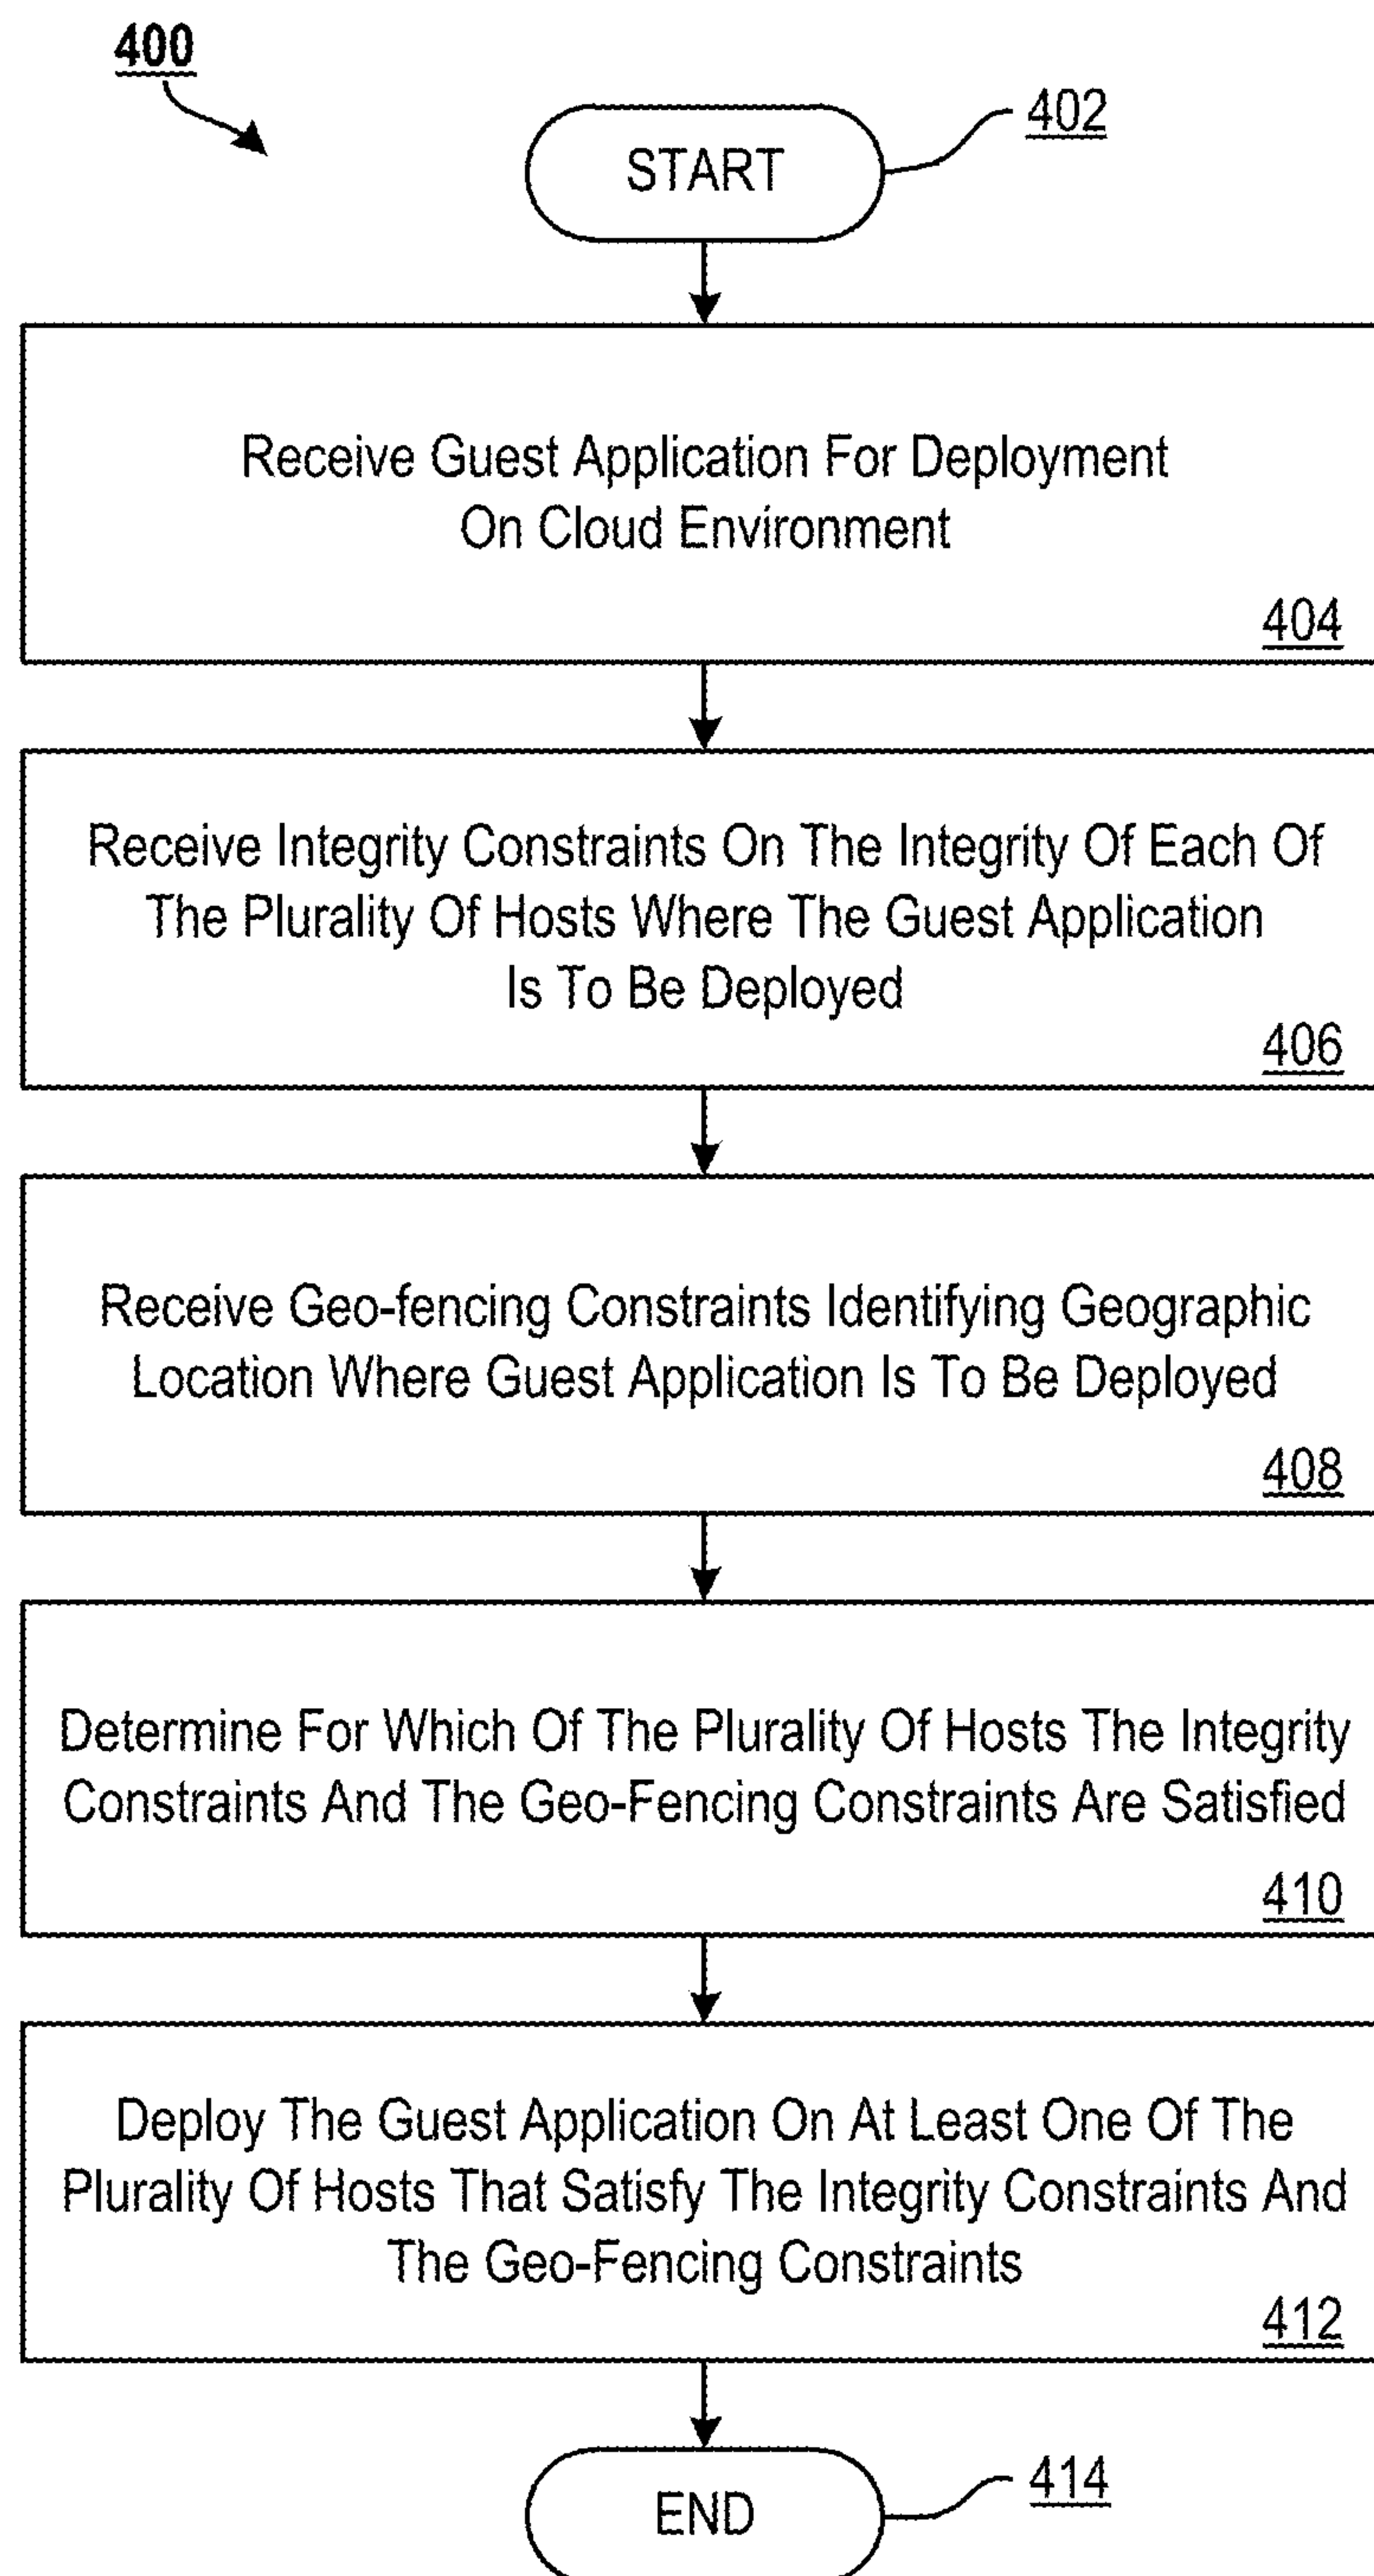 400
START
402
Receive Guest Application For Deployment
On Cloud Environment
404
Receive Integrity Constraints On The Integrity Of Each Of
The Plurality Of Hosts Where The Guest Application
Is To Be Deployed
406
Receive Geo-fencing Constraints Identifying Geographic
Location Where Guest Application Is To Be Deployed
408
Determine For Which Of The Plurality Of Hosts The Integrity
Constraints And The Geo-Fencing Constraints Are Satisfied
410
Deploy The Guest Application On At Least One Of The
Plurality Of Hosts That Satisfy The Integrity Constraints And
The Geo-Fencing Constraints
412
END
414